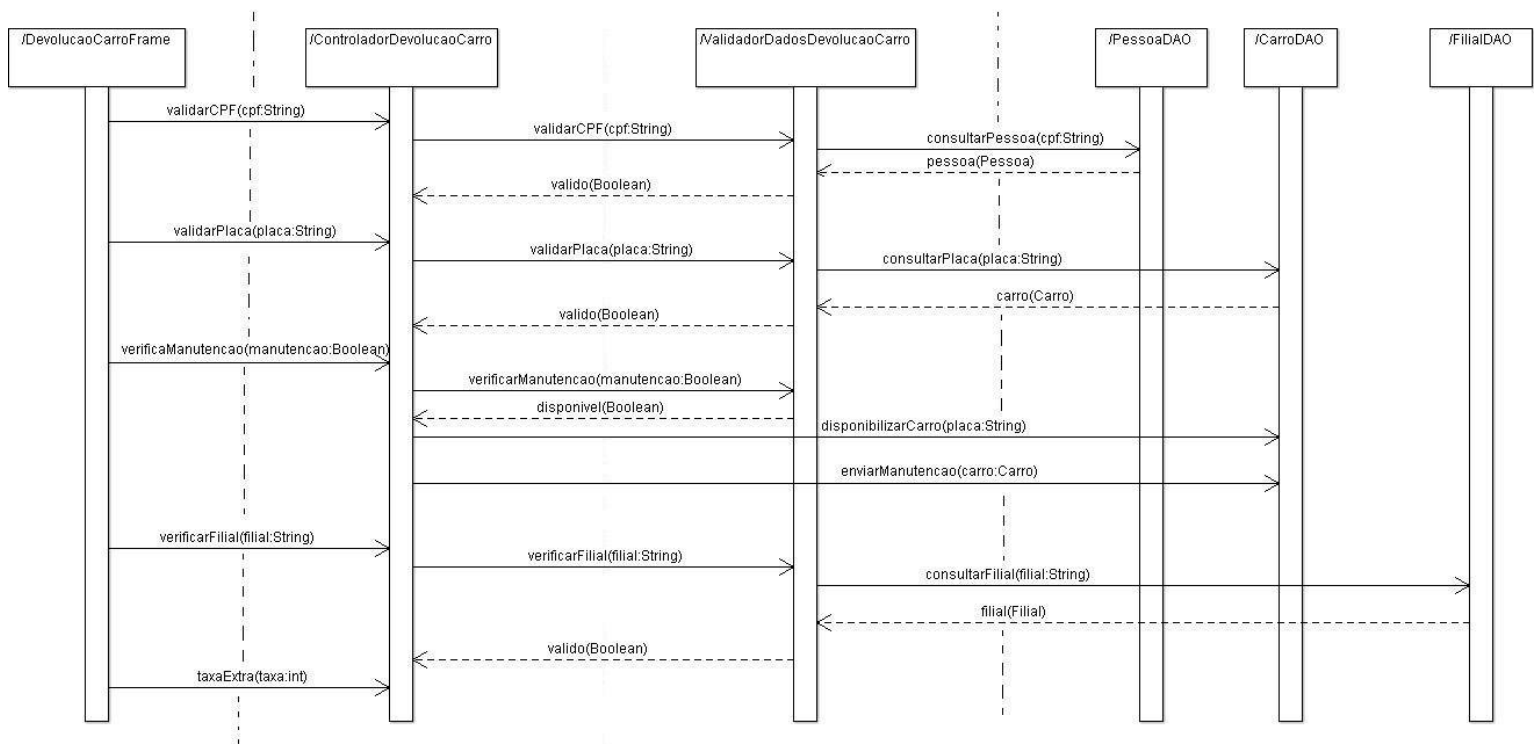 /DevolucaoCarroFrame
/ControladorDevolucaoCarro
/ValidadorDadosDevolucaoCarro
/PessoaDAO
/CarroDAO
/FilialDAO
validarCPF(cpf:String)
validarCPF(cpf:String)
consultarPessoa(cpf:String)
pessoa(Pessoa)
valido(Boolean)
validarPlaca(placa:String)
validarPlaca(placa:String)
consultarPlaca(placa:String)
carro(Carro)
valido(Boolean)
verificaManutencao(manutencao:Boolean)
verificarManutencao(manutencao:Boolean)
disponivel(Boolean)
disponibilizarCarro(placa:String)
enviarManutencao(carro:Carro)
verificarFilial(filial:String)
verificarFilial(filial:String)
consultarFilial(filial:String)
filial(Filial)
valido(Boolean)
taxaExtra(taxa:int)